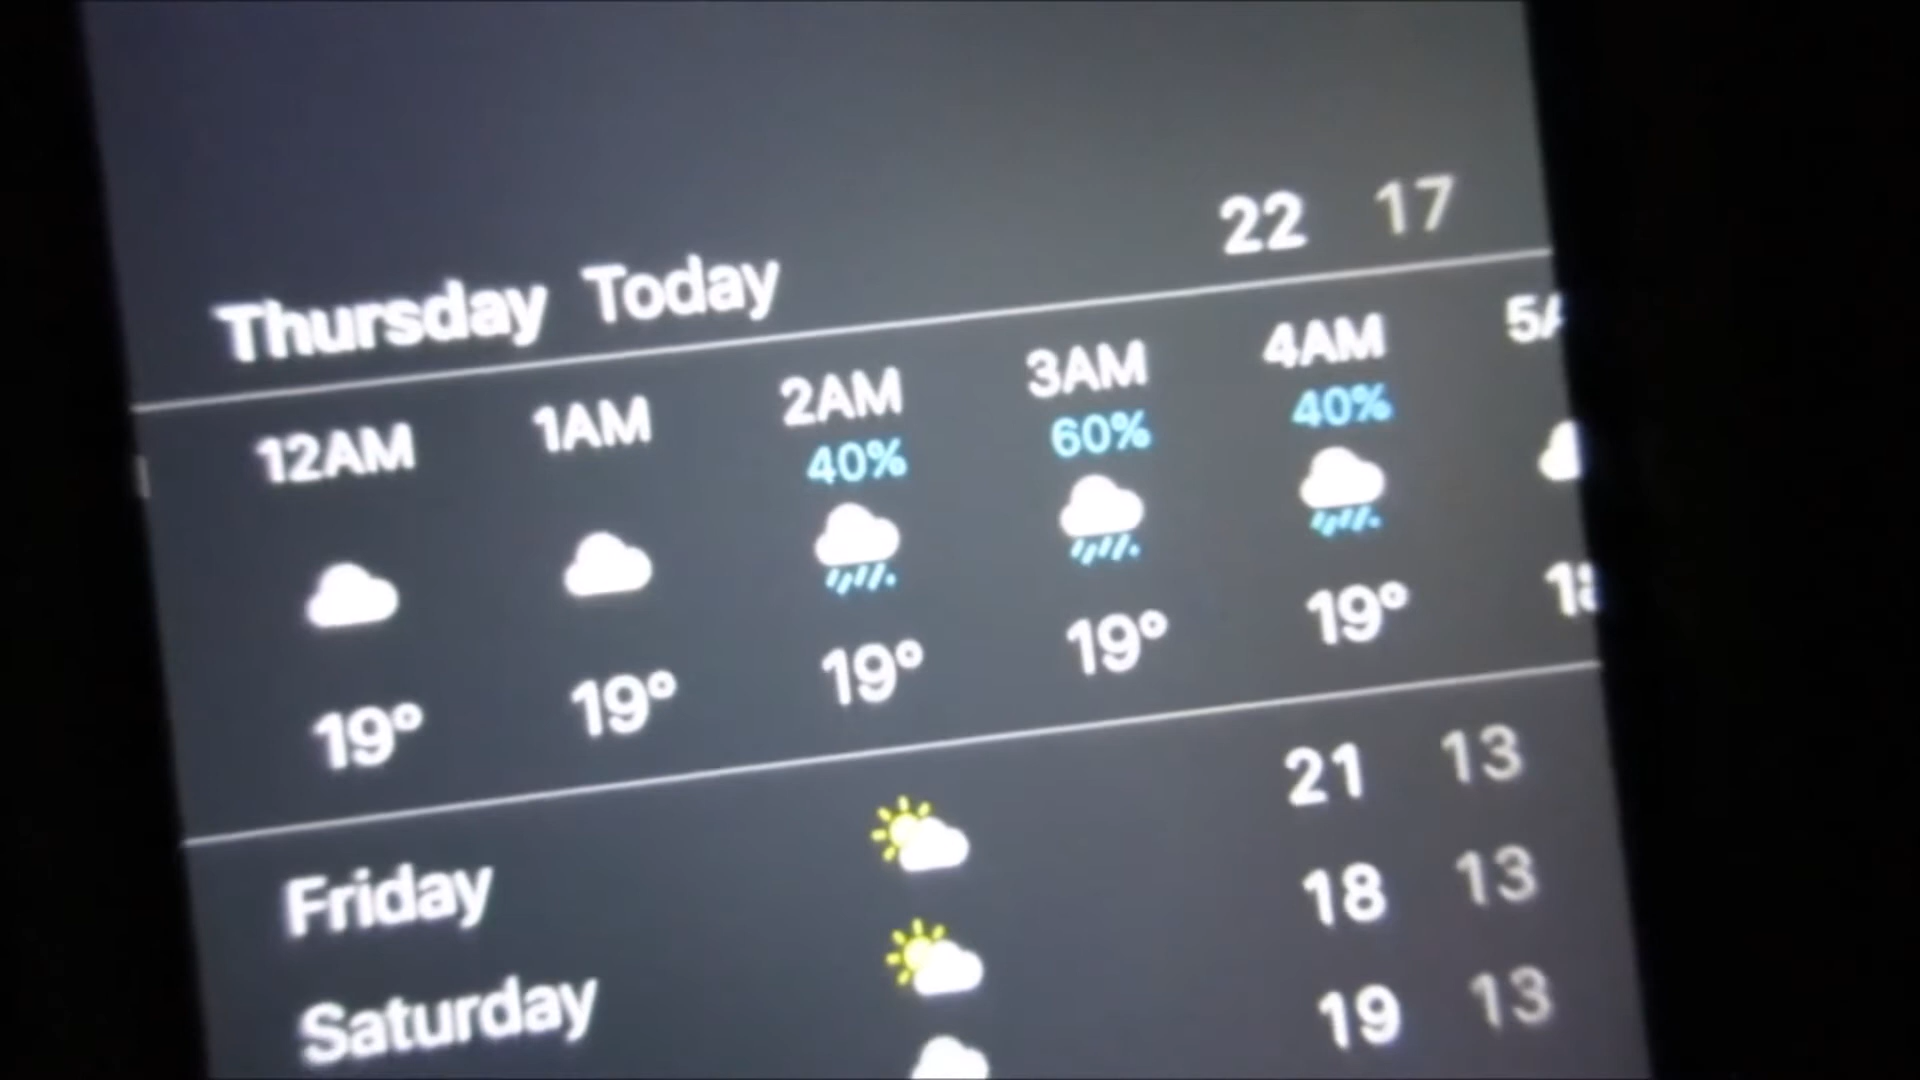 Thursday Today 22 17
12AM 1AM 2AM 3AM 4AM
40% 60% 40%
19° 19° 19° 19° 19°
Friday 21 13
Saturday 18 13
19 13